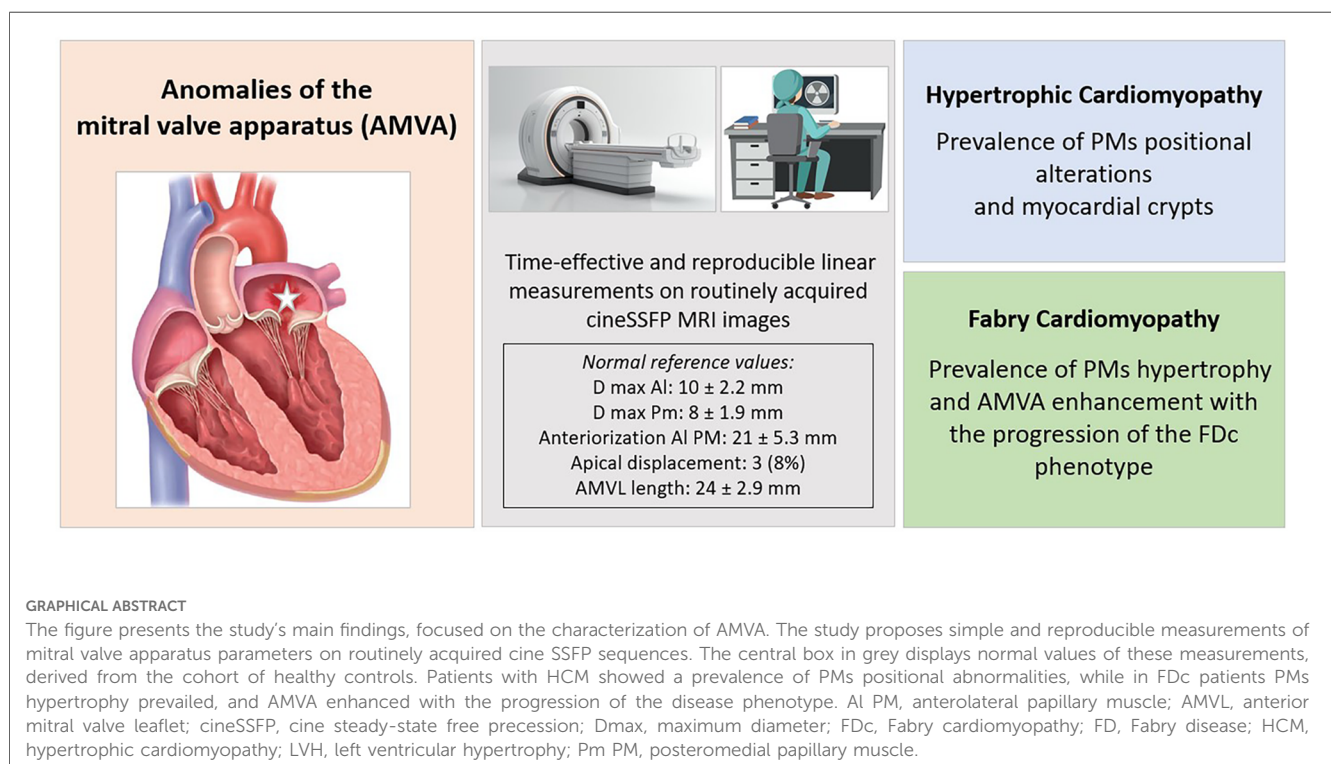 Anomalies of the
mitral valve apparatus (AMVA)
Time-effective and reproducible linear
measurements on routinely acquired
cineSSFP MRI images
Normal reference values:
D max Al: 10 ± 2.2 mm
D max Pm: 8 ± 1.9 mm
Anteriorization Al PM: 21 ± 5.3 mm
Apical displacement: 3 (8%)
AMVL length: 24 ± 2.9 mm
Hypertrophic Cardiomyopathy
Prevalence of PMs positional
alterations
and myocardial crypts
Fabry Cardiomyopathy
Prevalence of PMs hypertrophy
and AMVA enhancement with
the progression of the FDc
phenotype
GRAPHICAL ABSTRACT
The figure presents the study's main findings, focused on the characterization of AMVA. The study proposes simple and reproducible measurements of
mitral valve apparatus parameters on routinely acquired cine SSFP sequences. The central box in grey displays normal values of these measurements,
derived from the cohort of healthy controls. Patients with HCM showed a prevalence of PMs positional abnormalities, while in FDc patients PMs
hypertrophy prevailed, and AMVA enhanced with the progression of the disease phenotype. Al PM, anterolateral papillary muscle; AMVL, anterior
mitral valve leaflet; cineSSFP, cine steady-state free precession; Dmax, maximum diameter; FDc, Fabry cardiomyopathy; FD, Fabry disease; HCM,
hypertrophic cardiomyopathy; LVH, left ventricular hypertrophy; Pm PM, posteromedial papillary muscle.